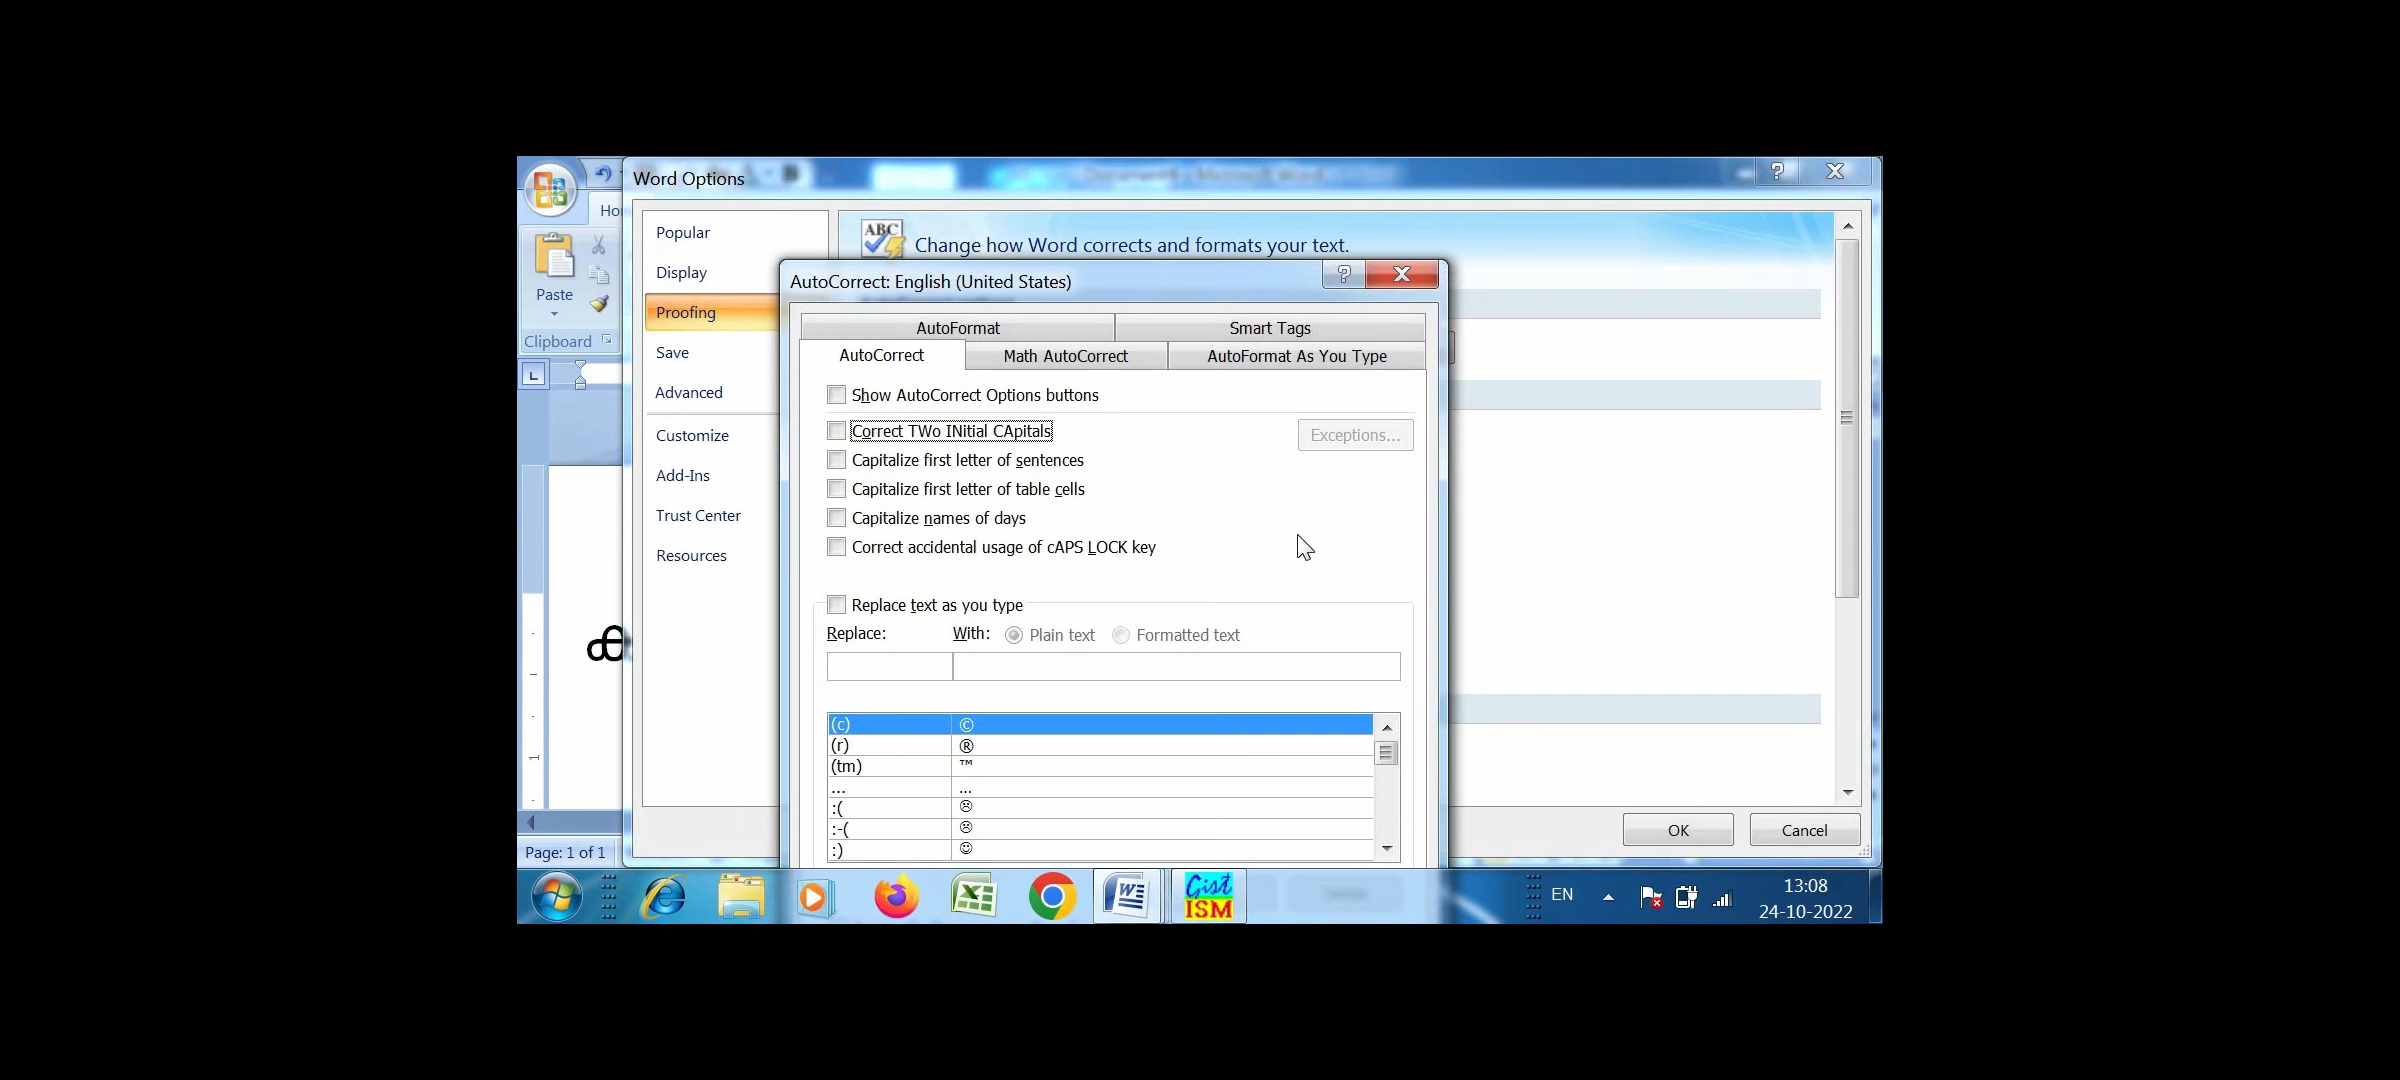 Word Options
Ho
Paste
Clipboard
Popular
Display
Proofing
Save
Advanced
Customize
Add-Ins
Trust Center
Resources
ABC
Change how Word corrects and formats your text.
AutoCorrect: English (United States)
AutoFormat
Smart Tags
AutoCorrect
Math AutoCorrect
AutoFormat As You Type
Show AutoCorrect Options buttons
Correct TWo INitial CApitals
Exceptions...
Capitalize first letter of sentences
Capitalize first letter of table cells
Capitalize names of days
Correct accidental usage of cAPS LOCK key
Replace text as you type
Replace:
With:
Plain text
Formatted text
(c) ©
(r) ®
(tm) ™
... ...
:( ☹
:-( ☹
:) ☺
1
OK
Cancel
Page: 1 of 1
Gist
ISM
EN
13:08
24-10-2022